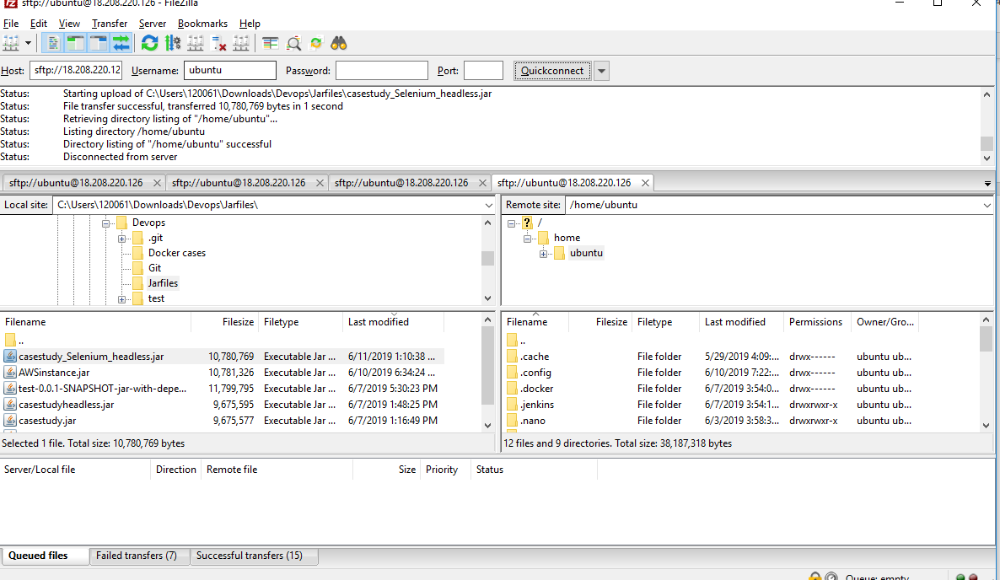 sftp://ubuntu@18.208.220.126 - FileZilla
File Edit View Transfer Server Bookmarks Help
Host: sftp://18.208.220.12 Username: ubuntu Password: Port: Quickconnect
Status: Starting upload of C:\Users\120061\Downloads\Devops\Jarfiles\casestudy_Selenium_headless.jar
Status: File transfer successful, transferred 10,780,769 bytes in 1 second
Status: Retrieving directory listing of "/home/ubuntu"...
Status: Listing directory /home/ubuntu
Status: Directory listing of "/home/ubuntu" successful
Status: Disconnected from server
sftp://ubuntu@18.208.220.126 sftp://ubuntu@18.208.220.126 sftp://ubuntu@18.208.220.126 sftp://ubuntu@18.208.220.126
Local site: C:\Users\120061\Downloads\Devops\Jarfiles\
Devops
.git
Docker cases
Git
Jarfiles
test
Filename Filesize Filetype Last modified
..
casestudy_Selenium_headless.jar 10,780,769 Executable Jar ... 6/11/2019 1:10:38 ...
AWSinstance.jar 10,781,326 Executable Jar ... 6/10/2019 6:34:24 ...
test-0.0.1-SNAPSHOT-jar-with-depe... 11,799,795 Executable Jar ... 6/7/2019 5:30:23 PM
casestudyheadless.jar 9,675,595 Executable Jar ... 6/7/2019 1:48:25 PM
casestudy.jar 9,675,577 Executable Jar ... 6/7/2019 1:16:49 PM
Selected 1 file. Total size: 10,780,769 bytes
Remote site: /home/ubuntu
/
home
ubuntu
Filename Filesize Filetype Last modified Permissions Owner/Gro...
..
.cache File folder 5/29/2019 4:09:... drwx------ ubuntu ub...
.config File folder 6/10/2019 7:22:... drwx------ ubuntu ub...
.docker File folder 6/7/2019 3:54:0... drwx------ ubuntu ub...
.jenkins File folder 6/7/2019 3:54:1... drwxrwxr-x ubuntu ub...
.nano File folder 6/3/2019 3:58:3... drwxrwxr-x ubuntu ub...
12 files and 9 directories. Total size: 38,187,318 bytes
Server/Local file Direction Remote file Size Priority Status
Queued files Failed transfers (7) Successful transfers (15)
Queue: empty